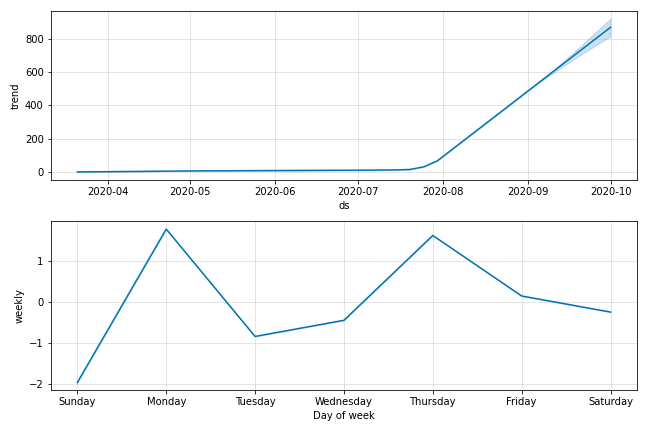 800
600
400
200
0
trend
2020-04 2020-05 2020-06 2020-07 2020-08 2020-09 2020-10
ds
1
0
−1
−2
weekly
Sunday Monday Tuesday Wednesday Thursday Friday Saturday
Day of week